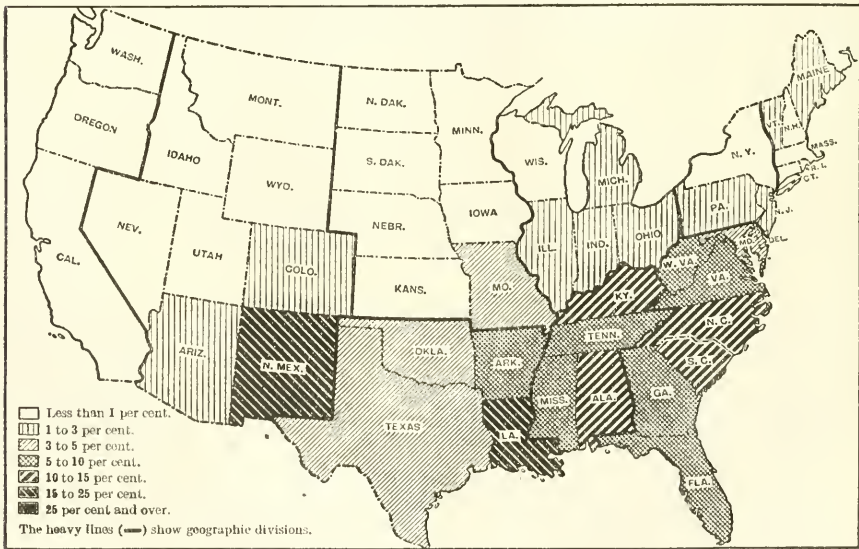 WASH.
MONT.
N. DAK.
MINN.
MAINE
OREGON
IDAHO
S. DAK.
WIS.
MICH.
N. Y.
VT.
N.H.
MASS.
R. I.
CT.
WYO.
NEBR.
IOWA
PA.
N. J.
NEV.
UTAH
COLO.
KANS.
MO.
ILL.
IND.
OHIO
MD.
DEL.
W. VA.
VA.
CAL.
KY.
ARIZ.
N. MEX.
OKLA.
ARK.
TENN.
N. C.
S. C.
TEXAS
LA.
MISS.
ALA.
GA.
FLA.
Less than 1 per cent.
1 to 3 per cent.
3 to 5 per cent.
5 to 10 per cent.
10 to 15 per cent.
15 to 25 per cent.
25 per cent and over.
The heavy lines (▬) show geographic divisions.